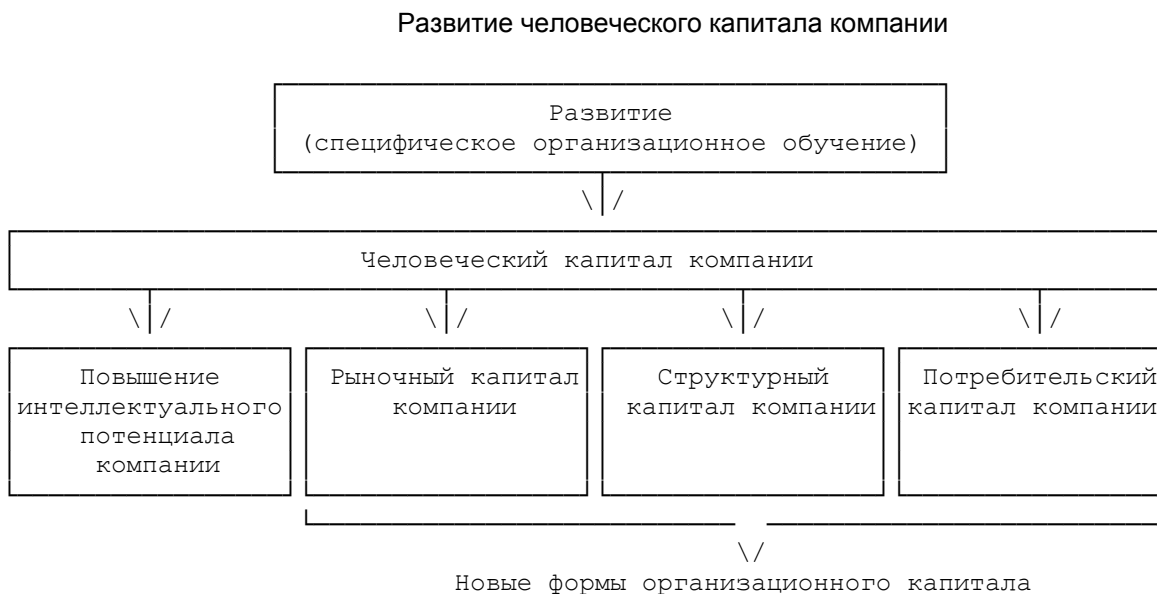 Развитие человеческого капитала компании
Развитие
(специфическое организационное обучение)
Человеческий капитал компании
Повышение
интеллектуального
потенциала
компании
Рыночный капитал
компании
Структурный
капитал компании
Потребительский
капитал компании
Новые формы организационного капитала